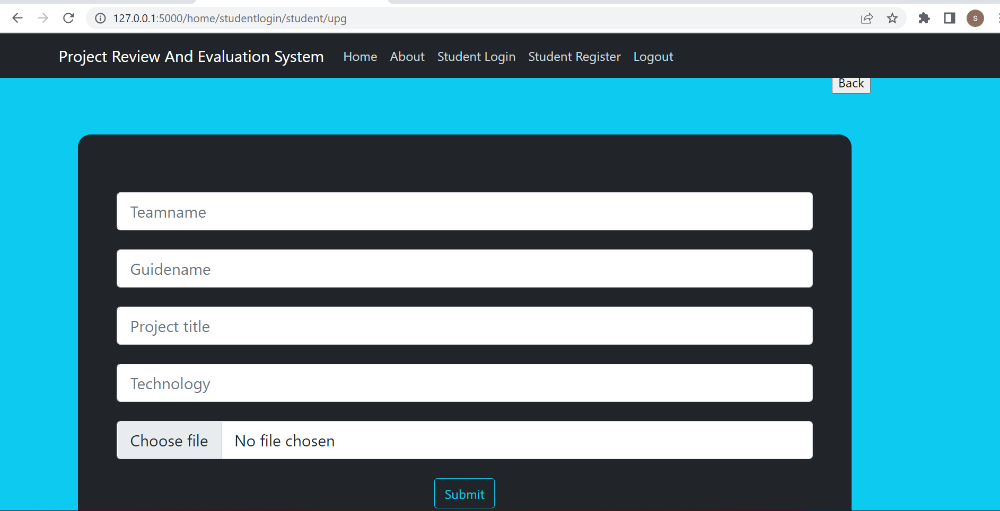 127.0.0.1:5000/home/studentlogin/student/upg
S
Project Review And Evaluation System Home About Student Login Student Register Logout
Back
Teamname
Guidename
Project title
Technology
Choose file No file chosen
Submit